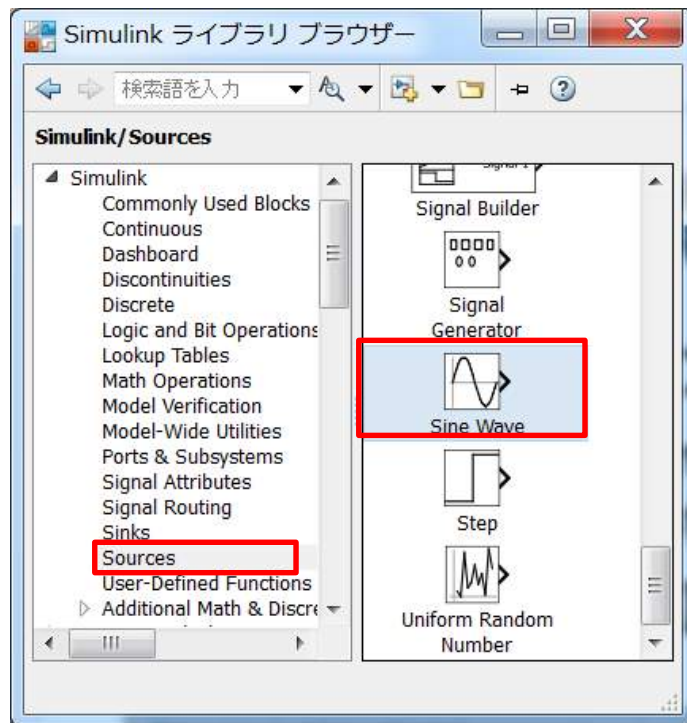 Simulink ライブラリ ブラウザー
検索語を入力
Simulink/Sources
Simulink
Commonly Used Blocks
Continuous
Dashboard
Discontinuities
Discrete
Logic and Bit Operations
Lookup Tables
Math Operations
Model Verification
Model-Wide Utilities
Ports & Subsystems
Signal Attributes
Signal Routing
Sinks
Sources
User-Defined Functions
Additional Math & Discre
Signal Builder
Signal
Generator
Sine Wave
Step
Uniform Random
Number